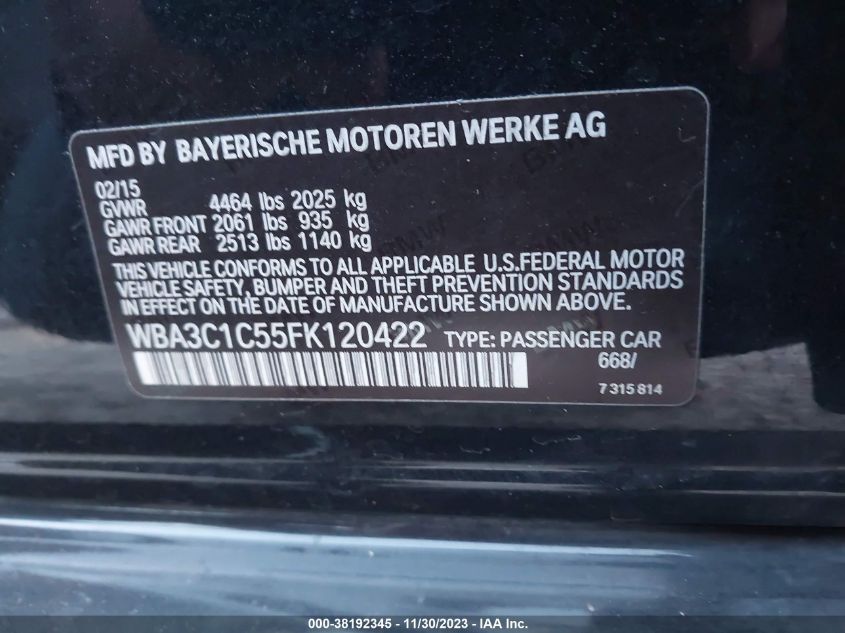 MFD BY BAYERISCHE MOTOREN WERKE AG
02/15
GVWR 4464 lbs 2025 kg
GAWR FRONT 2061 lbs 935 kg
GAWR REAR 2513 lbs 1140 kg
THIS VEHICLE CONFORMS TO ALL APPLICABLE U.S.FEDERAL MOTOR
VEHICLE SAFETY, BUMPER AND THEFT PREVENTION STANDARDS
IN EFFECT ON THE DATE OF MANUFACTURE SHOWN ABOVE.
WBA3C1C55FK120422 TYPE: PASSENGER CAR
668/
7 315 814
000-38192345 - 11/30/2023 - IAA Inc.